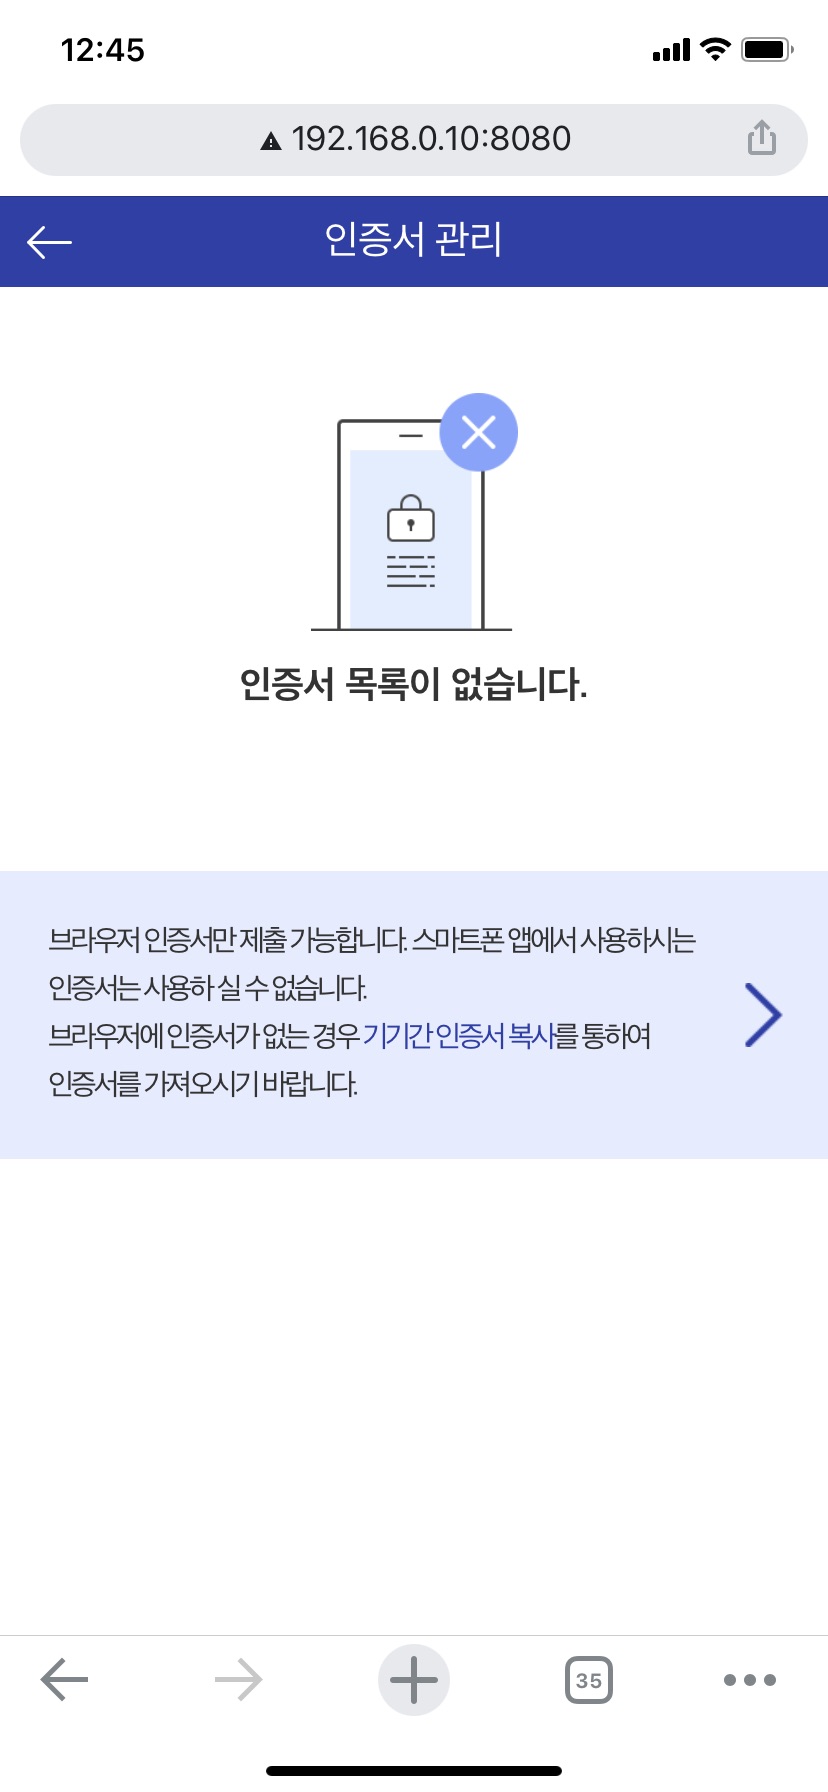 12:45
192.168.0.10:8080
인증서 관리
인증서 목록이 없습니다.
브라우저 인증서만 제출 가능합니다. 스마트폰 앱에서 사용하시는
인증서는 사용하 실 수 없습니다.
브라우저에 인증서가 없는 경우 기기간 인증서 복사를 통하여
인증서를 가져오시기 바랍니다.
35